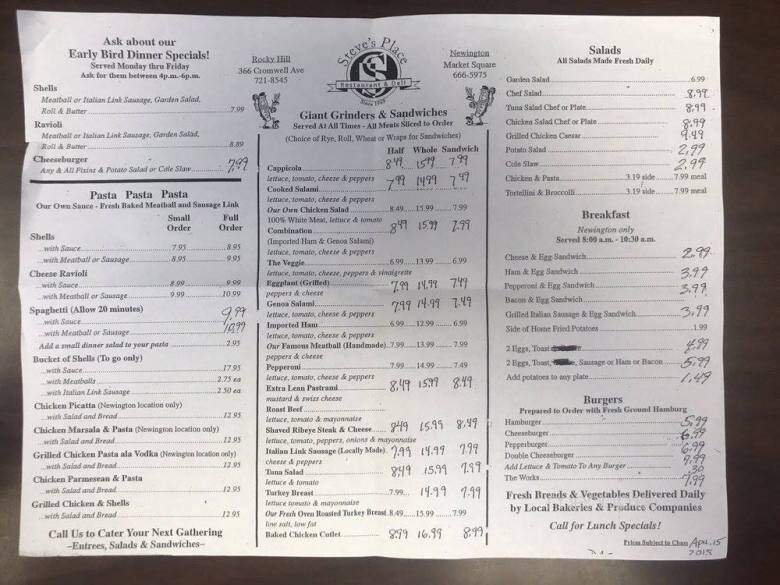 Ask about our
Early Bird Dinner Specials!
Served Monday thru Friday
Ask for them between 4p.m.-6p.m.
Shells
Meatball or Italian Link Sausage, Garden Salad,
Roll & Butter 7.99
Ravioli
Meatball or Italian Link Sausage, Garden Salad,
Roll & Butter 8.89
Cheeseburger
Any & All Fixins & Potato Salad or Cole Slaw 7.99
Pasta Pasta Pasta
Our Own Sauce - Fresh Baked Meatball and Sausage Link
Small Full
Order Order
Shells
...with Sauce 7.95 8.95
...with Meatball or Sausage 8.95 9.95
Cheese Ravioli
...with Sauce 8.99 9.99
...with Meatball or Sausage 9.99 10.99
Spaghetti (Allow 20 minutes)
...with Sauce 9.99
...with Meatball or Sausage 10.99
Add a small dinner salad to your pasta 2.95
Bucket of Shells (To go only)
...with Sauce 17.95
...with Meatballs 2.75 ea
...with Italian Link Sausage 2.50 ea
Chicken Picatta (Newington location only)
...with Salad and Bread 12.95
Chicken Marsala & Pasta (Newington location only)
...with Salad and Bread 12.95
Grilled Chicken Pasta ala Vodka (Newington location only)
...with Salad and Bread 12.95
Chicken Parmesean & Pasta
...with Salad and Bread 12.95
Grilled Chicken & Shells
...with Salad and Bread 12.95
Call Us to Cater Your Next Gathering
–Entrees, Salads & Sandwiches–
Rocky Hill
366 Cromwell Ave
721-8545
Steve's Place
Restaurant & Deli
Newington
Market Square
666-5975
Giant Grinders & Sandwiches
Served At All Times - All Meats Sliced to Order
(Choice of Rye, Roll, Wheat or Wraps for Sandwiches)
Half Whole Sandwich
Cappicola 8.49 15.99 7.99
lettuce, tomato, cheese & peppers
Cooked Salami 7.99 14.99 7.49
lettuce, tomato, cheese & peppers
Our Own Chicken Salad 8.49 15.99 7.99
100% White Meat, lettuce & tomato
Combination 8.49 15.99 7.99
(Imported Ham & Genoa Salami)
lettuce, tomato, cheese & peppers
The Veggie 6.99 13.99 6.99
lettuce, tomato, cheese, peppers & vinaigrette
Eggplant (Grilled) 7.99 14.99 7.49
peppers & cheese
Genoa Salami 7.99 14.99 7.49
lettuce, tomato, cheese & peppers
Imported Ham 6.99 12.99 6.99
lettuce, tomato, cheese & peppers
Our Famous Meatball (Handmade) 7.99 13.99 7.99
peppers & cheese
Pepperoni 7.99 14.99 7.49
lettuce, tomato, cheese & peppers
Extra Lean Pastrami 8.49 15.99 8.49
mustard & swiss cheese
Roast Beef
lettuce, tomato & mayonnaise
Shaved Ribeye Steak & Cheese 8.49 15.99 8.49
lettuce, tomato, peppers, onions & mayonnaise
Italian Link Sausage (Locally Made) 7.99 14.99 7.99
cheese & peppers
Tuna Salad 8.49 15.99 7.99
lettuce & tomato
Turkey Breast 7.99 14.99 7.99
lettuce tomato & mayonnaise
Our Fresh Oven Roasted Turkey Breast 8.49 15.99 7.99
low salt, low fat
Baked Chicken Cutlet 8.99 16.99 8.99
Salads
All Salads Made Fresh Daily
Garden Salad 6.99
Chef Salad 8.99
Tuna Salad Chef or Plate 8.99
Chicken Salad Chef or Plate 8.99
Grilled Chicken Caesar 9.49
Potato Salad 2.99
Cole Slaw 2.99
Chicken & Pasta 3.19 side 7.99 meal
Tortellini & Broccoli 3.19 side 7.99 meal
Breakfast
Newington only
Served 8:00 a.m. - 10:30 a.m.
Cheese & Egg Sandwich 2.99
Ham & Egg Sandwich 3.99
Pepperoni & Egg Sandwich 3.99
Bacon & Egg Sandwich
Grilled Italian Sausage & Egg Sandwich 3.99
Side of Home Fried Potatoes 1.99
2 Eggs, Toast 4.99
2 Eggs, Toast, Sausage or Ham or Bacon 5.99
Add potatoes to any plate 1.49
Burgers
Prepared to Order with Fresh Ground Hamburg
Hamburger 5.99
Cheeseburger 6.99
Pepperburger 6.99
Double Cheeseburger 9.99
Add Lettuce & Tomato To Any Burger .30
The Works 7.99
Fresh Breads & Vegetables Delivered Daily
by Local Bakeries & Produce Companies
Call for Lunch Specials!
Prices Subject to Chan Apr. 15
2018